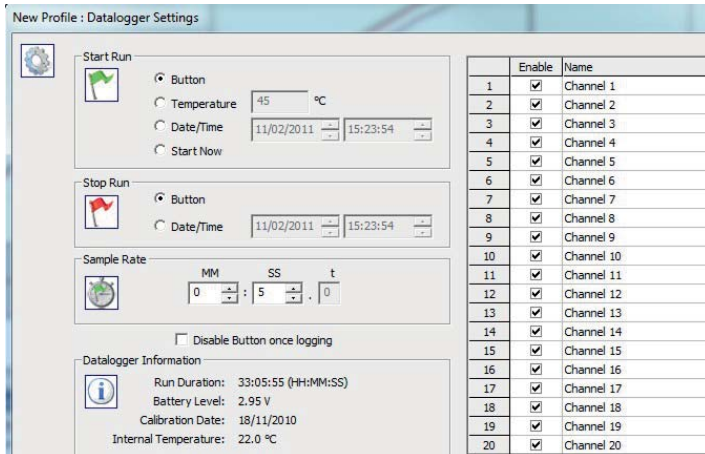 New Profile : Datalogger Settings
Start Run
Button
Temperature 45 ºC
Date/Time 11/02/2011 15:23:54
Start Now
Stop Run
Button
Date/Time 11/02/2011 15:23:54
Sample Rate
MM SS t
0 : 5 . 0
Disable Button once logging
Datalogger Information
Run Duration: 33:05:55 (HH:MM:SS)
Battery Level: 2.95 V
Calibration Date: 18/11/2010
Internal Temperature: 22.0 ºC
Enable Name
1 Channel 1
2 Channel 2
3 Channel 3
4 Channel 4
5 Channel 5
6 Channel 6
7 Channel 7
8 Channel 8
9 Channel 9
10 Channel 10
11 Channel 11
12 Channel 12
13 Channel 13
14 Channel 14
15 Channel 15
16 Channel 16
17 Channel 17
18 Channel 18
19 Channel 19
20 Channel 20